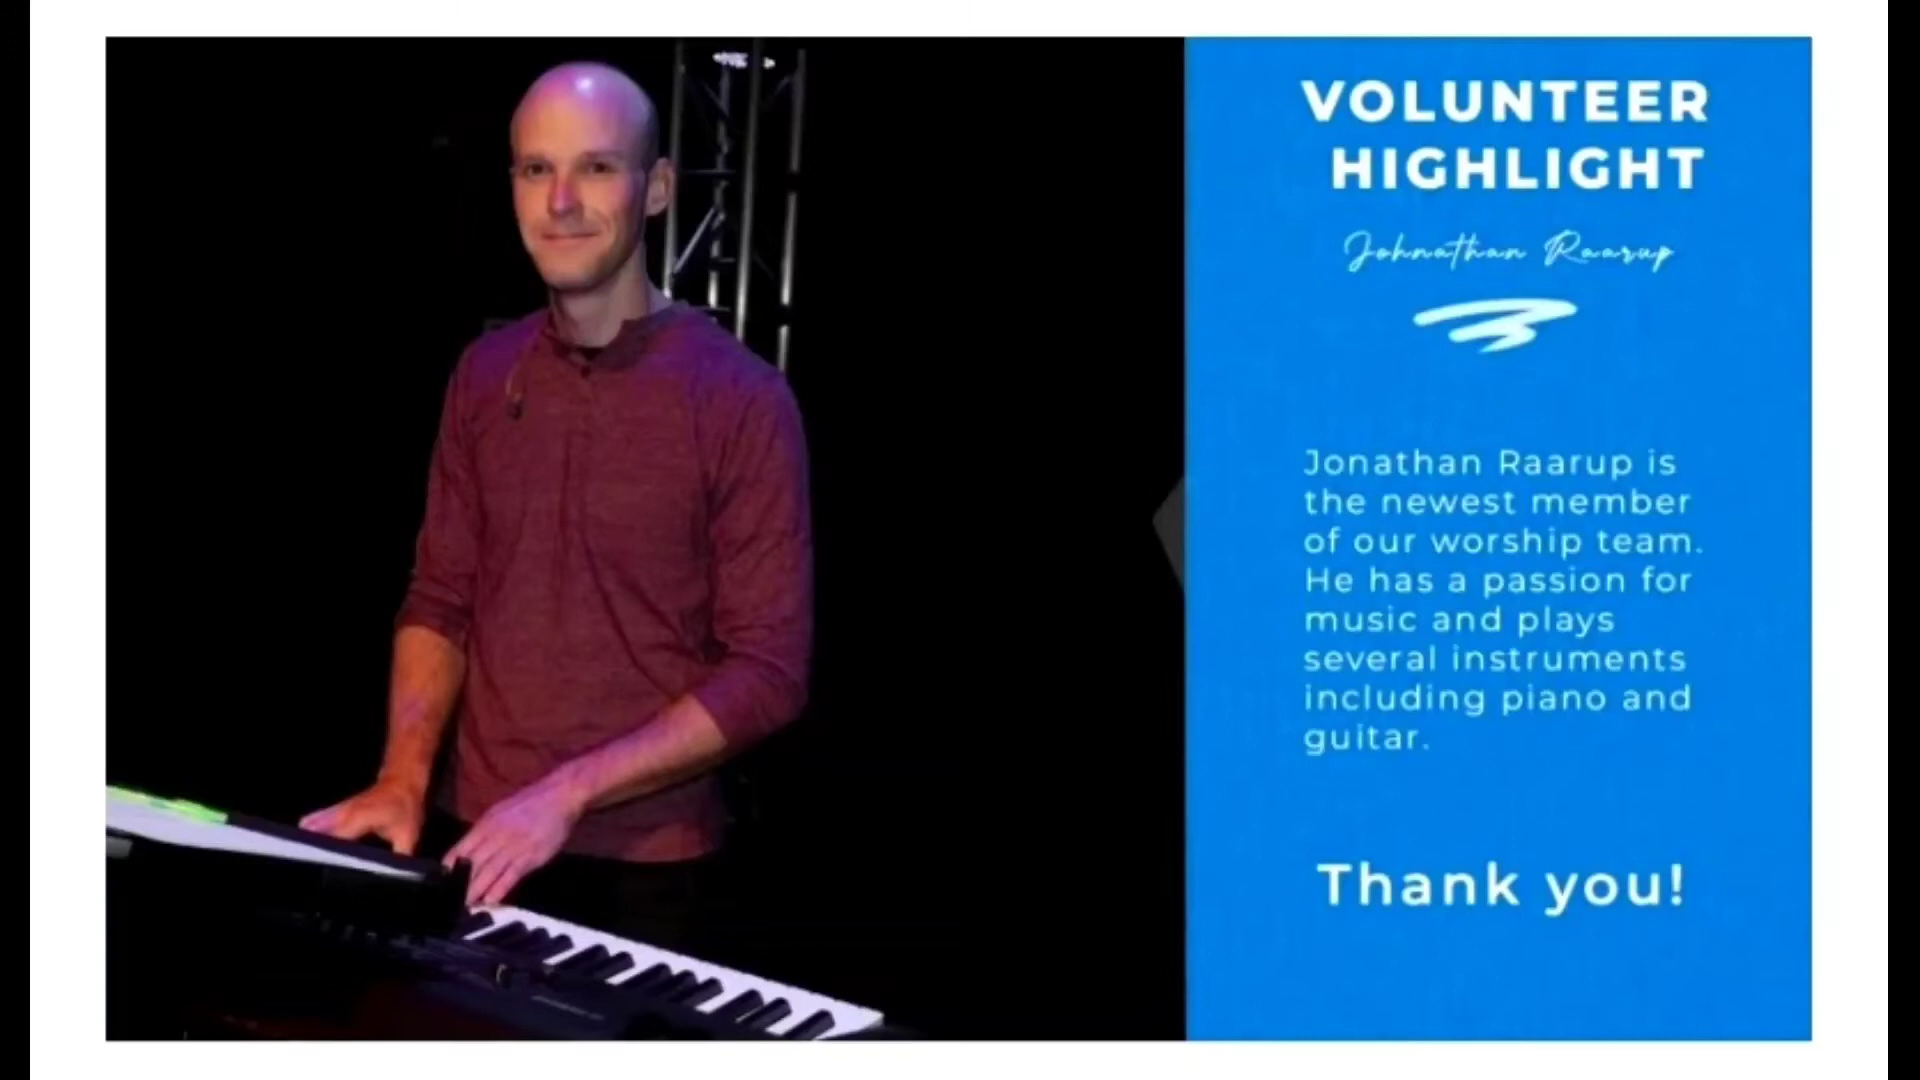 VOLUNTEER
HIGHLIGHT
Johnathan Raarup
Jonathan Raarup is
the newest member
of our worship team.
He has a passion for
music and plays
several instruments
including piano and
guitar.
Thank you!